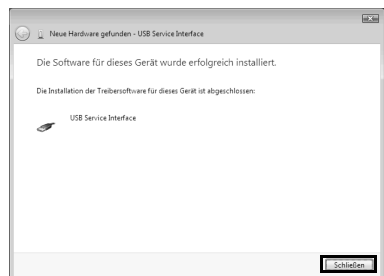 Neue Hardware gefunden - USB Service Interface
Die Software für dieses Gerät wurde erfolgreich installiert.
Die Installation der Treibersoftware für dieses Gerät ist abgeschlossen:
USB Service Interface
Schließen